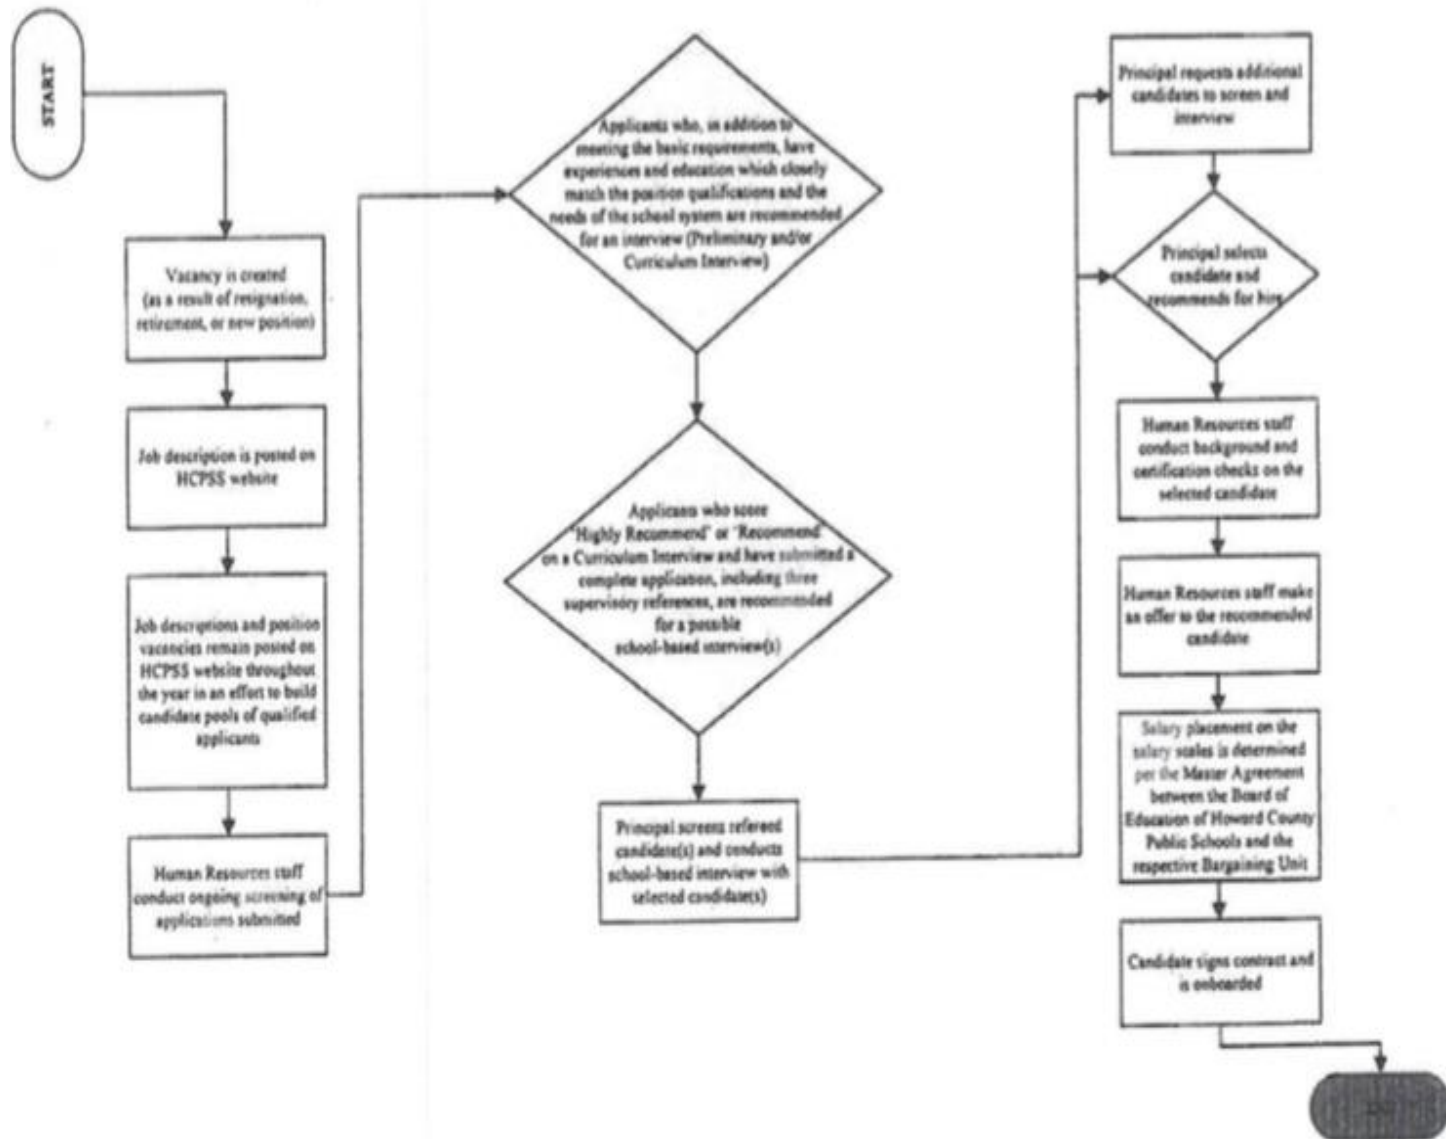 START
Vacancy is created
(as a result of resignation,
retirement, or new position)
Job description is posted on
HCPSS website
Job descriptions and position
vacancies remain posted on
HCPSS website throughout
the year in an effort to build
candidate pools of qualified
applicants
Human Resources staff
conduct ongoing screening of
applications submitted
Applicants who, in addition to
meeting the basic requirements, have
experiences and education which closely
match the position qualifications and the
needs of the school system are recommended
for an interview (Preliminary and/or
Curriculum Interview)
Applicants who score
"Highly Recommend" or "Recommend"
on a Curriculum Interview and have submitted a
complete application, including three
supervisory references, are recommended
for a possible
school-based interview(s)
Principal screens refereed
candidate(s) and conducts
school-based interview with
selected candidate(s)
Principal requests additional
candidates to screen and
interview
Principal selects
candidate and
recommends for hire
Human Resources staff
conduct background and
certification checks on the
selected candidate
Human Resources staff make
an offer to the recommended
candidate
Salary placement on the
salary scales is determined
per the Master Agreement
between the Board of
Education of Howard County
Public Schools and the
respective Bargaining Unit
Candidate signs contract and
is onboarded